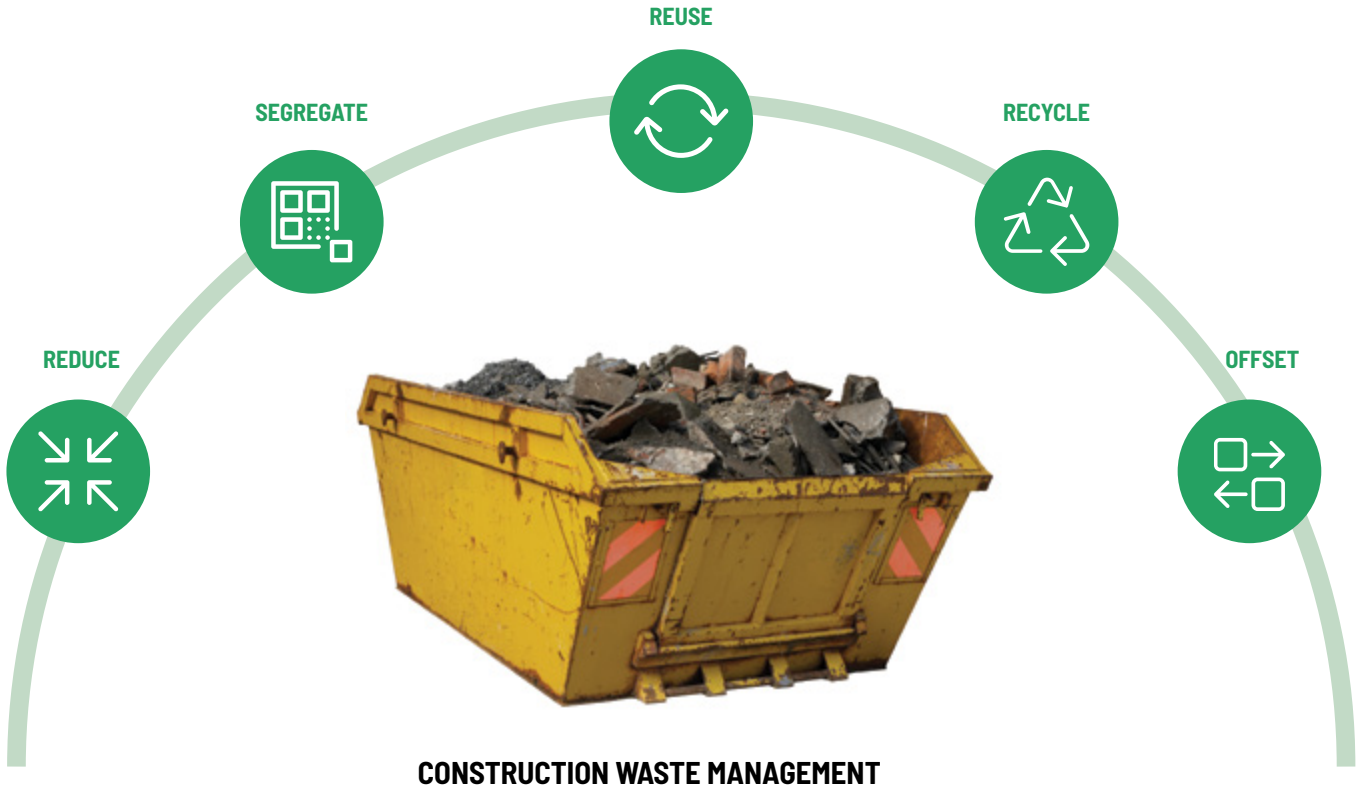 REUSE
SEGREGATE
RECYCLE
REDUCE
OFFSET
CONSTRUCTION WASTE MANAGEMENT